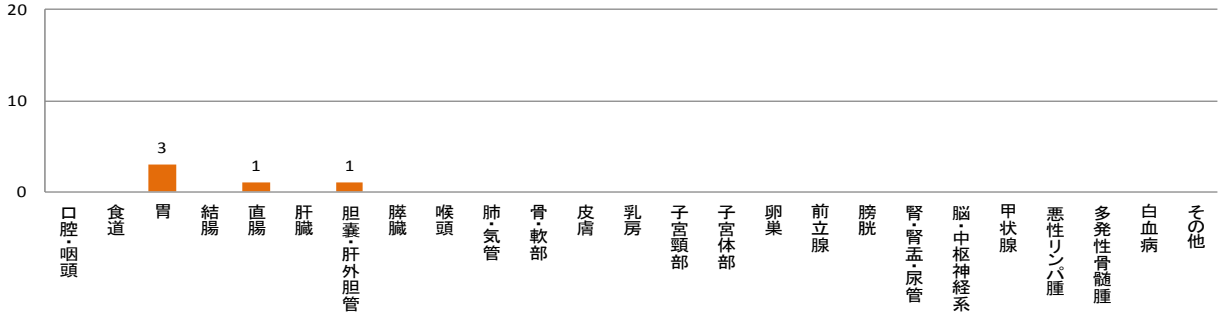 20
10
0
3
1
1
口腔・咽頭
食道
胃
結腸
直腸
肝臓
胆嚢・肝外胆管
膵臓
喉頭
肺・気管
骨・軟部
皮膚
乳房
子宮頸部
子宮体部
卵巣
前立腺
膀胱
腎・腎盂・尿管
脳・中枢神経系
甲状腺
悪性リンパ腫
多発性骨髄腫
白血病
その他